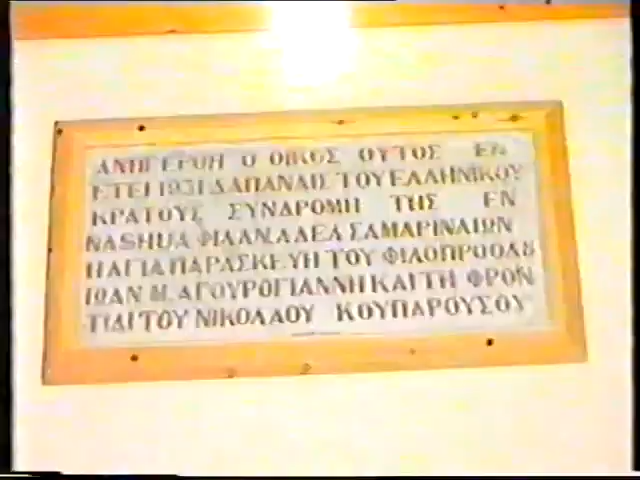 ΑΝΗΓΕΡΘΗ Ο ΟΙΚΟΣ ΟΥΤΟΣ ΕΝ
ΕΤΕΙ 1931 ΔΑΠΑΝΑΙΣ ΤΟΥ ΕΛΛΗΝΙΚΟΥ
ΚΡΑΤΟΥΣ ΣΥΝΔΡΟΜΗ ΤΗΣ ΕΝ
NASHUA ΦΙΛΑΝ. ΑΔΕΛ. ΣΑΜΑΡΙΝΑΙΩΝ
Η ΑΓΙΑ ΠΑΡΑΣΚΕΥΗ ΤΟΥ ΦΙΛΟΠΡΟΟΔΟΥ
ΙΩΑΝ Μ. ΑΓΟΥΡΟΓΙΑΝΝΗ ΚΑΙ ΤΗ ΦΡΟΝ
ΤΙΔΙ ΤΟΥ ΝΙΚΟΛΑΟΥ ΚΟΥΠΑΡΟΥΣΟΥ